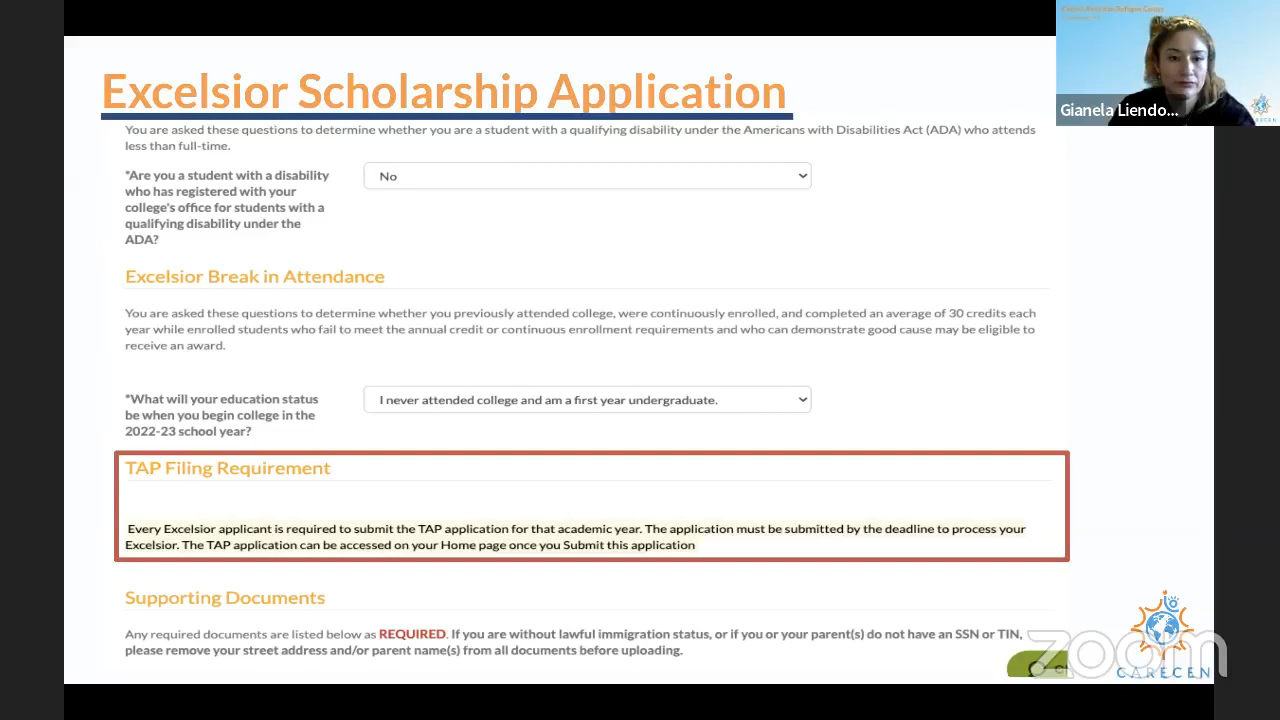 Excelsior Scholarship Application
You are asked these questions to determine whether you are a student with a qualifying disability under the Americans with Disabilities Act (ADA) who attends
less than full-time.
*Are you a student with a disability
who has registered with your
college's office for students with a
qualifying disability under the
ADA?
No
Excelsior Break in Attendance
You are asked these questions to determine whether you previously attended college, were continuously enrolled, and completed an average of 30 credits each
year while enrolled students who fail to meet the annual credit or continuous enrollment requirements and who can demonstrate good cause may be eligible to
receive an award.
*What will your education status
be when you begin college in the
2022-23 school year?
I never attended college and am a first year undergraduate.
TAP Filing Requirement
Every Excelsior applicant is required to submit the TAP application for that academic year. The application must be submitted by the deadline to process your
Excelsior. The TAP application can be accessed on your Home page once you Submit this application
Supporting Documents
Any required documents are listed below as REQUIRED. If you are without lawful immigration status, or if you or your parent(s) do not have an SSN or TIN,
please remove your street address and/or parent name(s) from all documents before uploading.
Gianela Liendo...
zoom
CARECEN